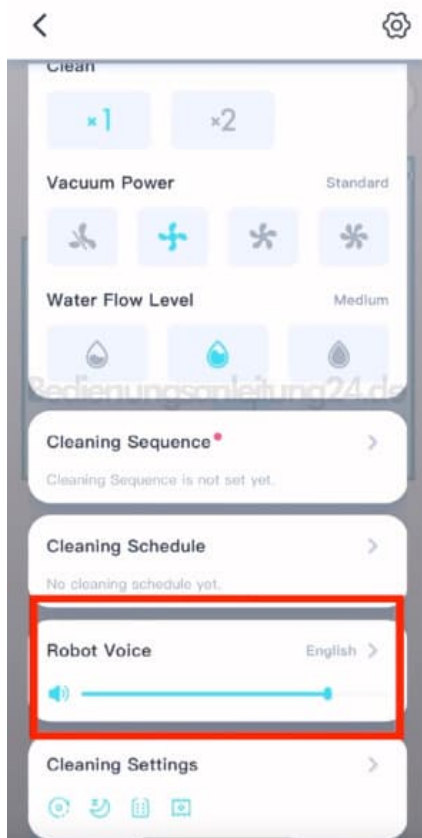 Clean
×1 ×2
Vacuum Power Standard
Water Flow Level Medium
Bedienungsanleitung24.de
Cleaning Sequence
Cleaning Sequence is not set yet.
Cleaning Schedule
No cleaning schedule yet.
Robot Voice English
Cleaning Settings